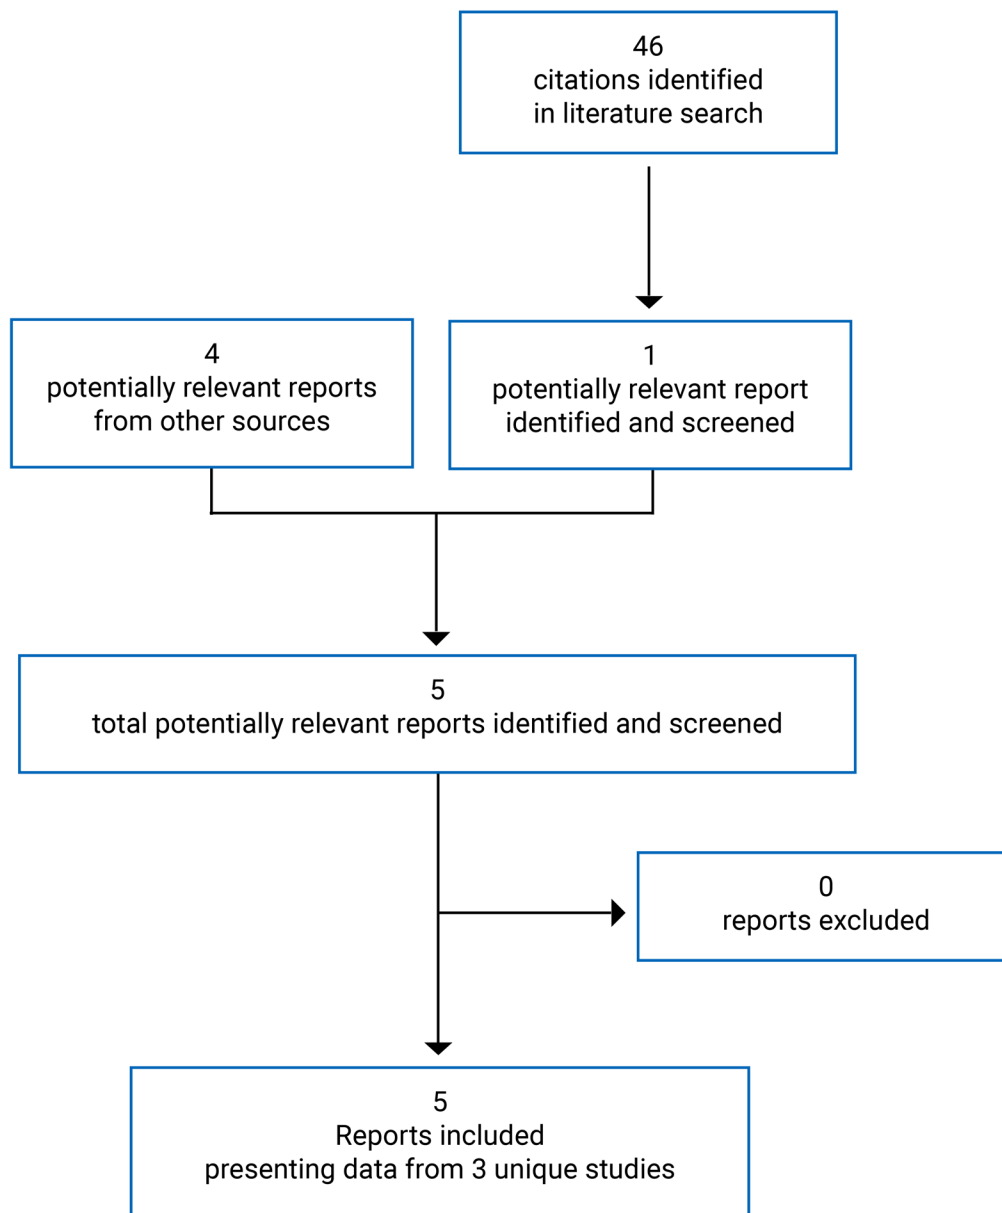 46
citations identified
in literature search
4
potentially relevant reports
from other sources
1
potentially relevant report
identified and screened
5
total potentially relevant reports identified and screened
0
reports excluded
5
Reports included
presenting data from 3 unique studies